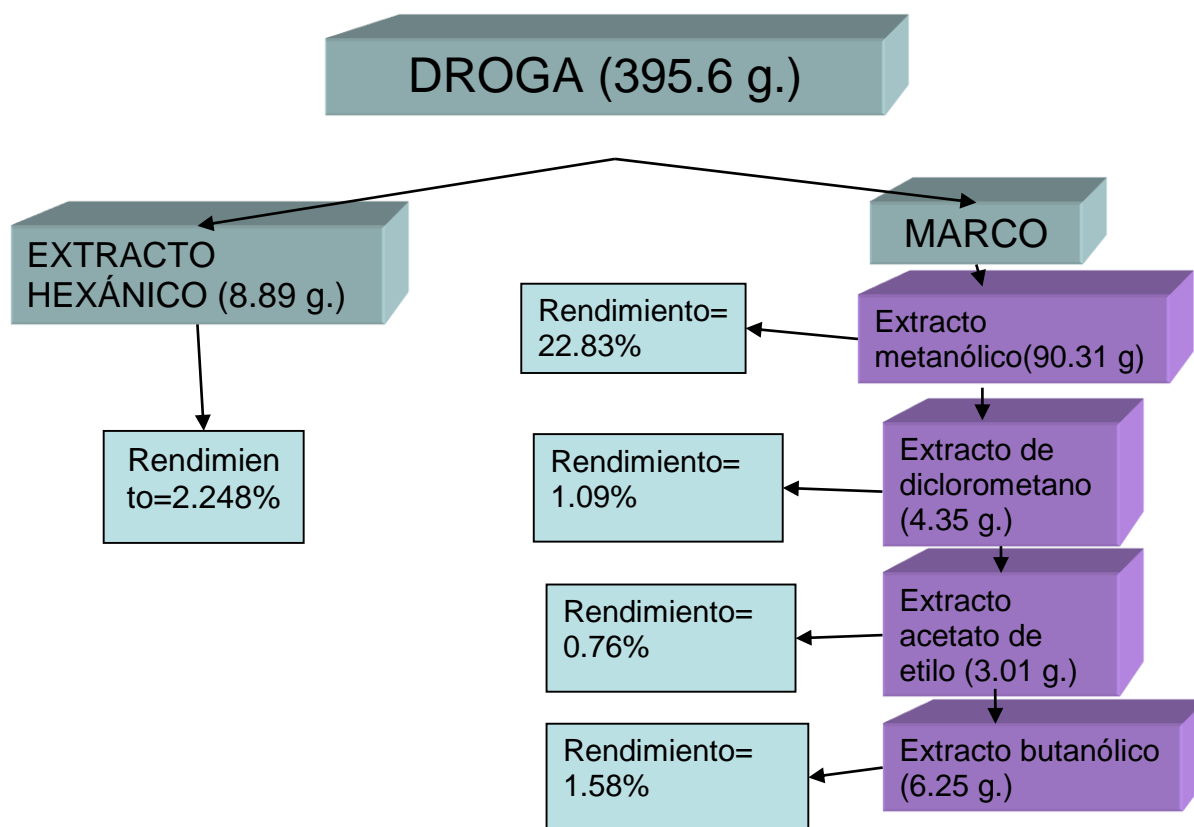 DROGA (395.6 g.)
EXTRACTO
HEXÁNICO (8.89 g.)
MARCO
Rendimiento=
22.83%
Extracto
metanólico(90.31 g)
Rendimien
to=2.248%
Rendimiento=
1.09%
Extracto de
diclorometano
(4.35 g.)
Rendimiento=
0.76%
Extracto
acetato de
etilo (3.01 g.)
Rendimiento=
1.58%
Extracto butanólico
(6.25 g.)